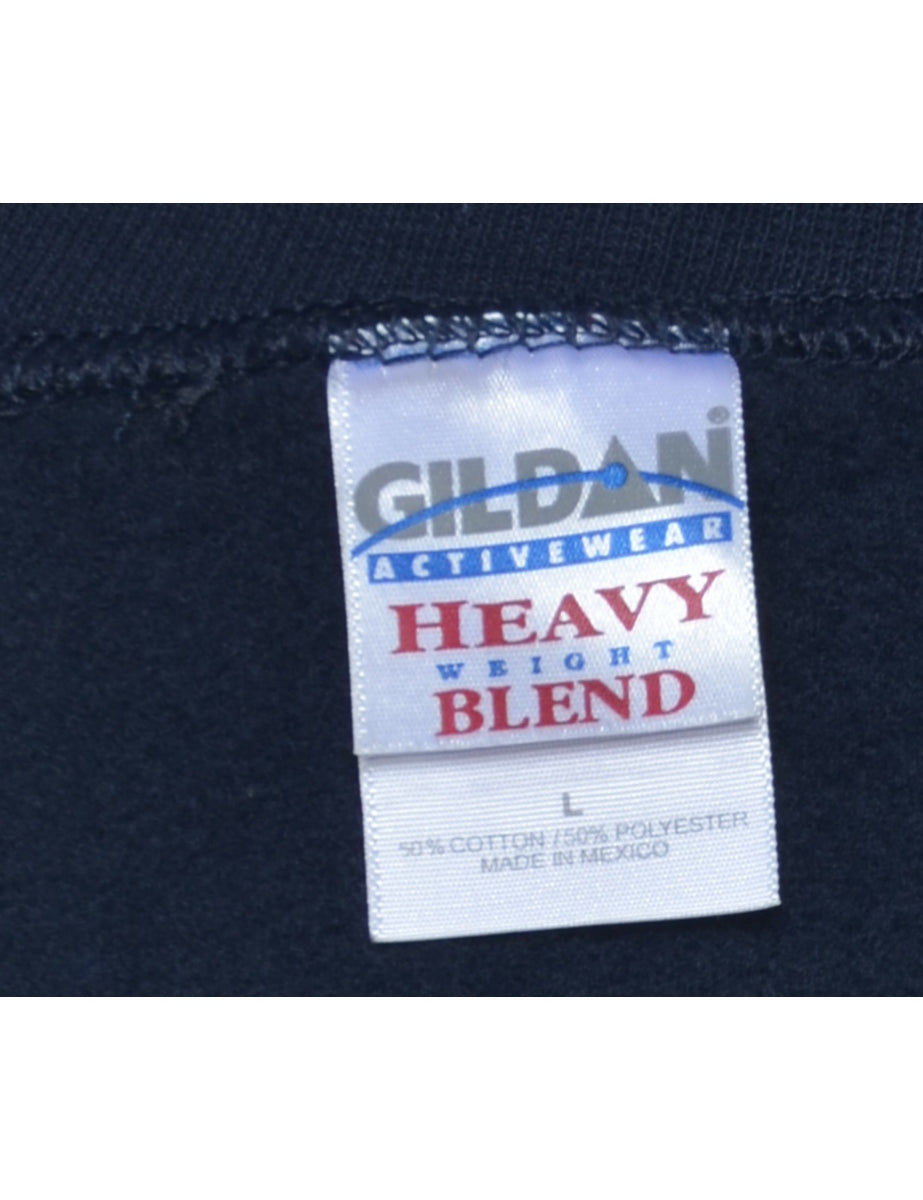 GILDAN®
ACTIVEWEAR
HEAVY
WEIGHT
BLEND
L
50% COTTON / 50% POLYESTER
MADE IN MEXICO